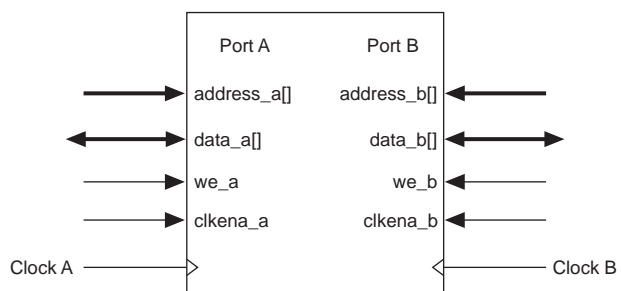 Port A Port B
address_a[] address_b[]
data_a[] data_b[]
we_a we_b
clkena_a clkena_b
Clock A Clock B